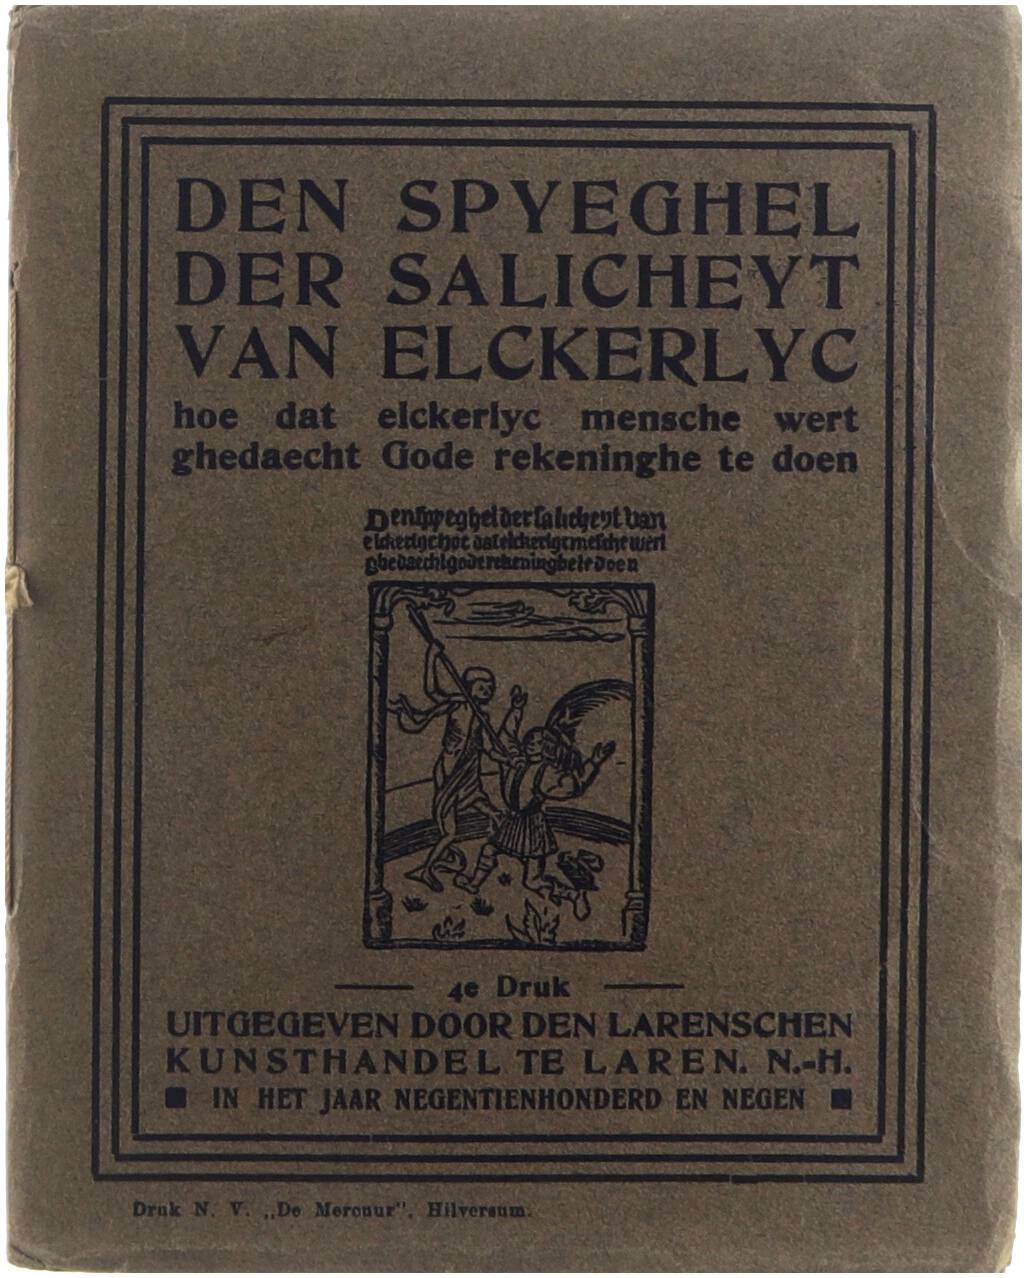 DEN SPYEGHEL
DER SALICHEYT
VAN ELCKERLYC
hoe dat elckerlyc mensche wert
ghedaecht Gode rekeninghe te doen
Den spyeghel der salicheyt van
elckerlyc hoe dat elckerlyc mēsche wert
ghedaecht gode rekeninghe te doen
4e Druk
UITGEGEVEN DOOR DEN LARENSCHEN
KUNSTHANDEL TE LAREN. N.-H.
IN HET JAAR NEGENTIENHONDERD EN NEGEN
Druk N. V. „De Mercuur", Hilversum.